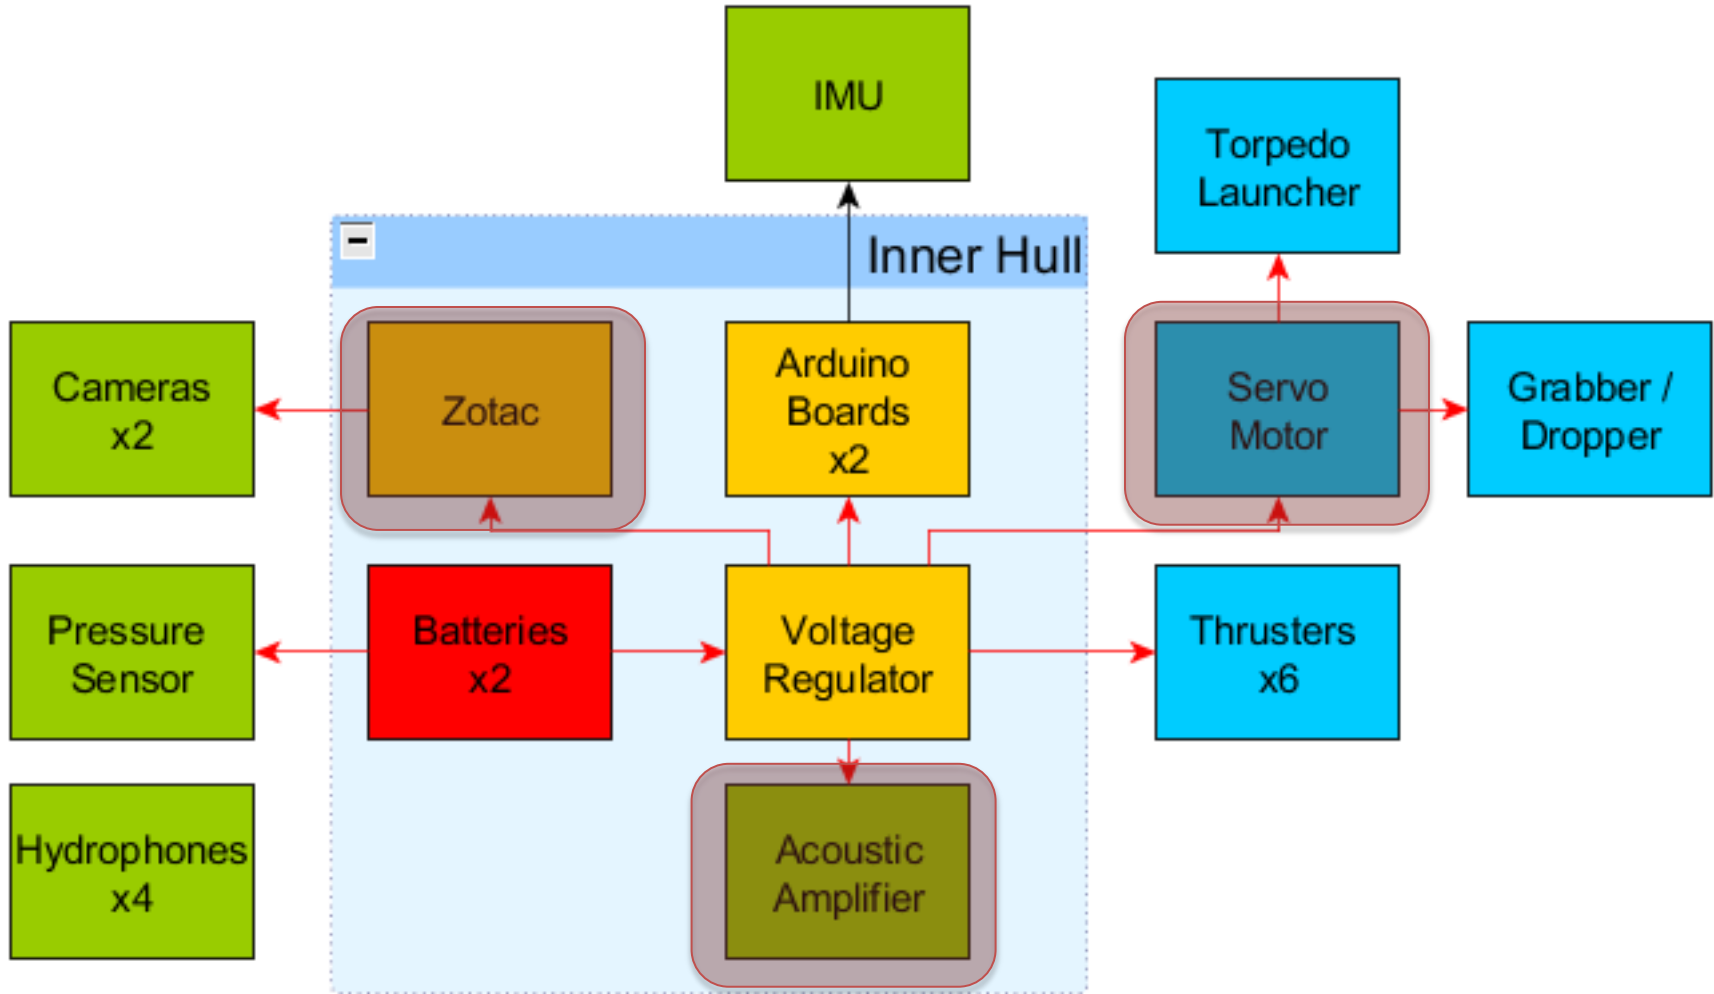 IMU
Torpedo
Launcher
Inner Hull
Cameras
x2
Zotac
Arduino
Boards
x2
Servo
Motor
Grabber /
Dropper
Pressure
Sensor
Batteries
x2
Voltage
Regulator
Thrusters
x6
Hydrophones
x4
Acoustic
Amplifier